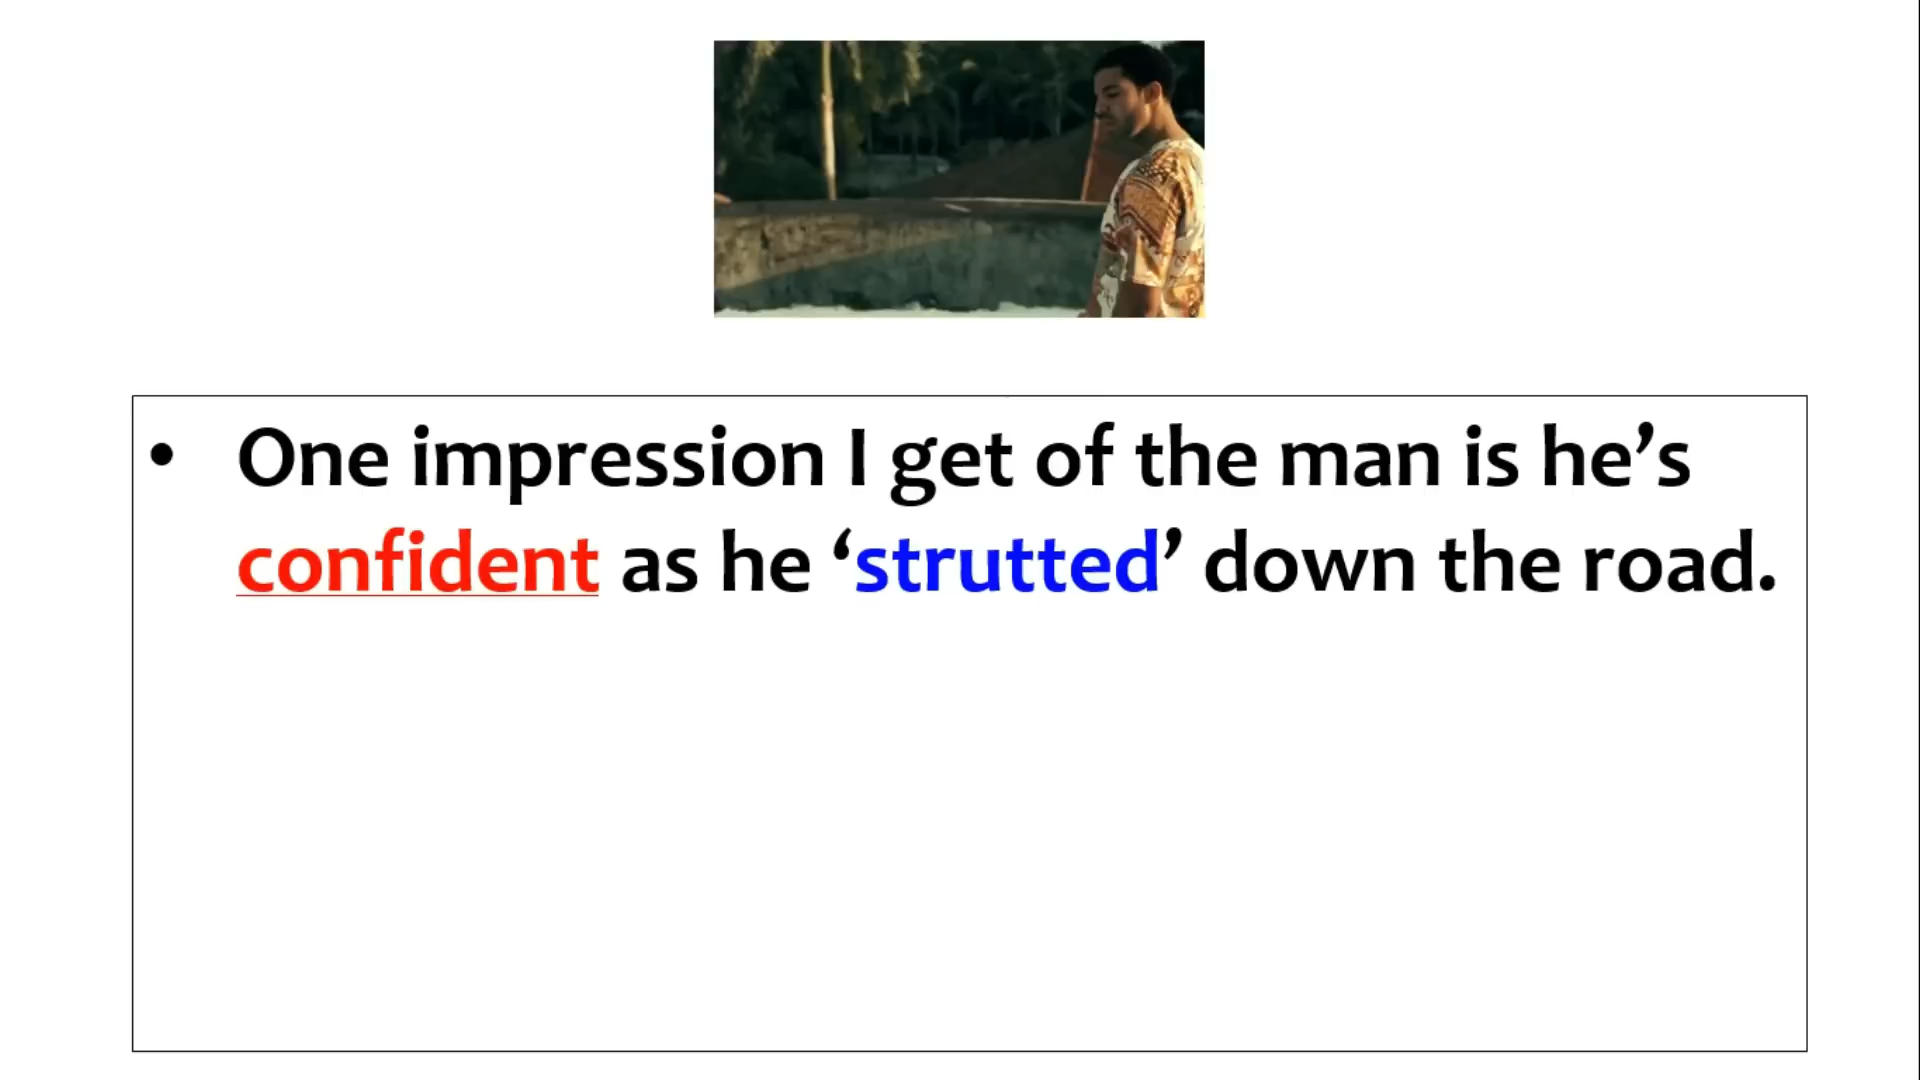 • One impression I get of the man is he’s
confident as he ‘strutted’ down the road.